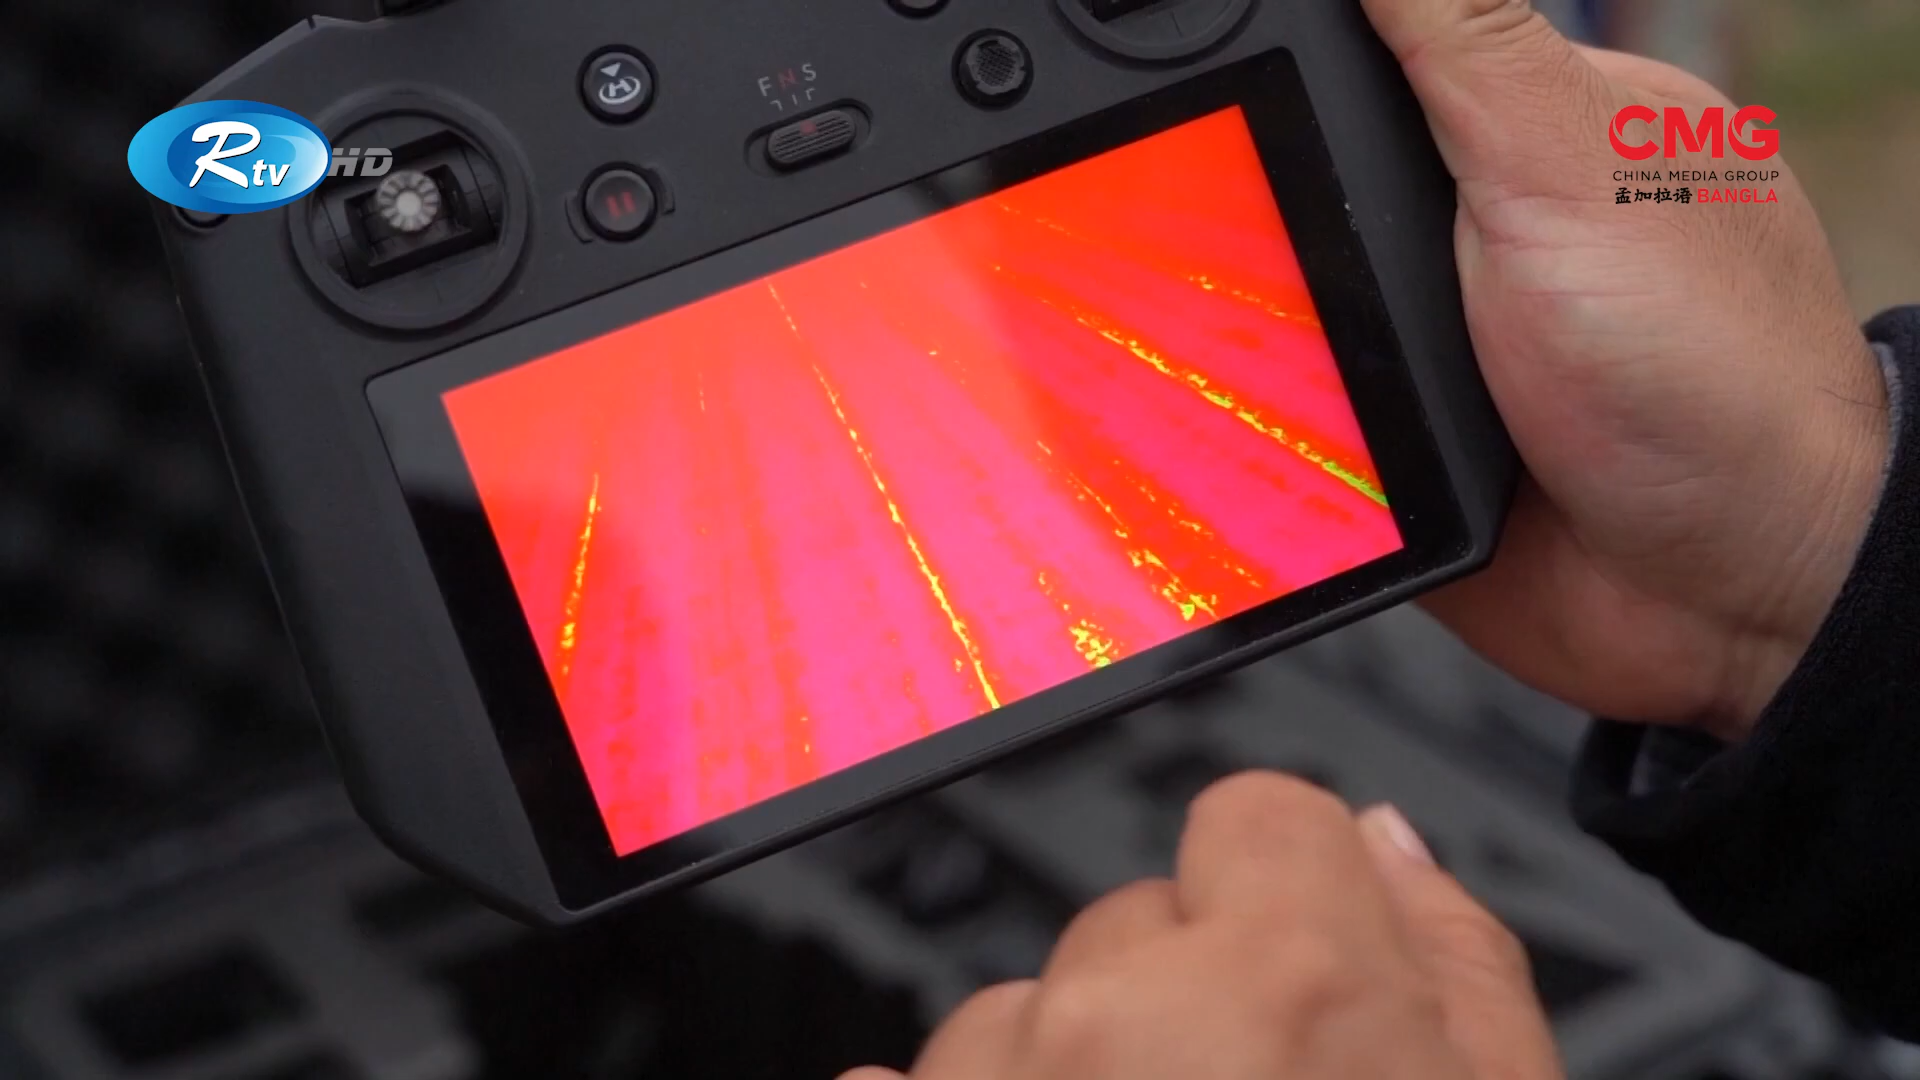 Rtv HD
F N S
H
CMG
CHINA MEDIA GROUP
孟加拉语 BANGLA